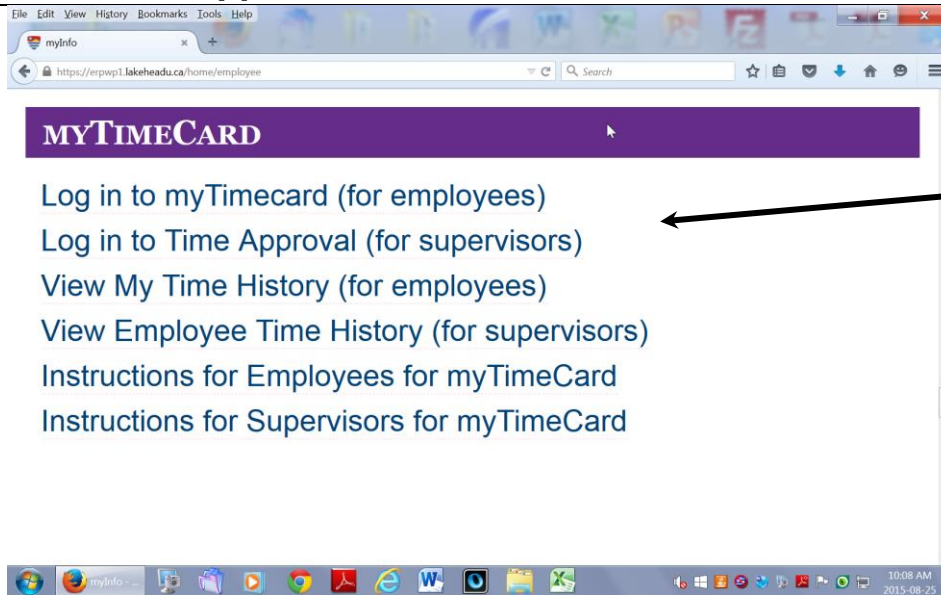 File Edit View History Bookmarks Tools Help
myInfo
https://erpwp1.lakeheadu.ca/home/employee
Search
MYTIMECARD
Log in to myTimecard (for employees)
Log in to Time Approval (for supervisors)
View My Time History (for employees)
View Employee Time History (for supervisors)
Instructions for Employees for myTimeCard
Instructions for Supervisors for myTimeCard
myInfo - ...
10:08 AM
2015-08-25